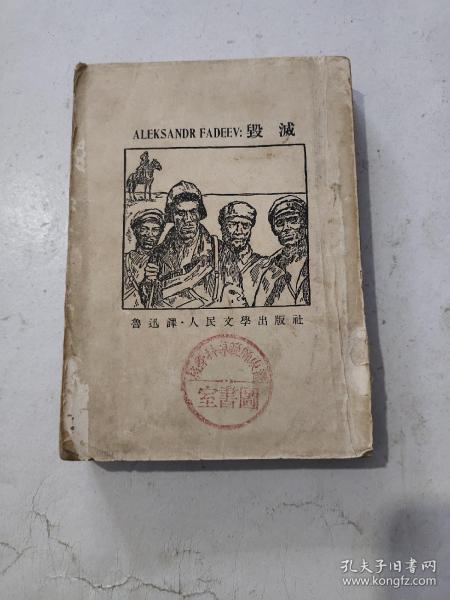 ALEKSANDR FADEEV: 毀滅
魯迅譯·人民文學出版社
圖書室
孔夫子旧书网
www.kongfz.com